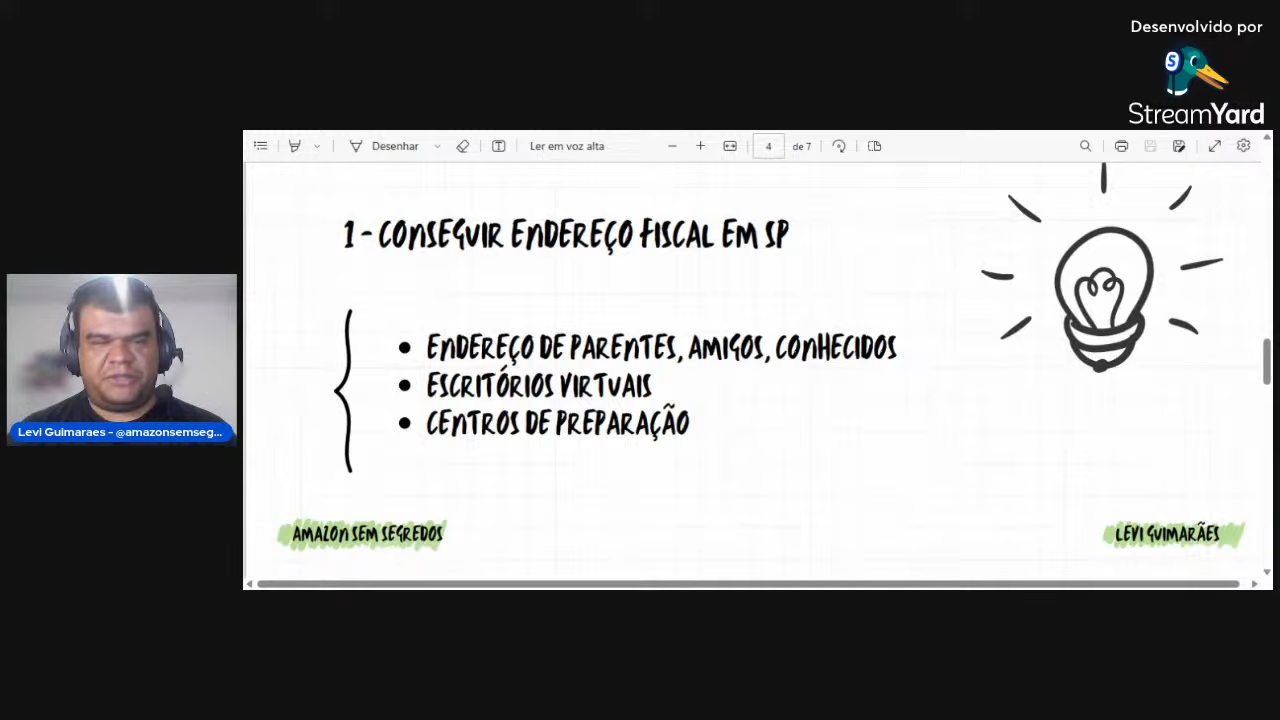 Desenvolvido por
StreamYard
Desenhar
Ler em voz alta
4
de 7
1 - CONSEGUIR ENDEREÇO FISCAL EM SP
• ENDEREÇO DE PARENTES, AMIGOS, CONHECIDOS
• ESCRITÓRIOS VIRTUAIS
• CENTROS DE PREPARAÇÃO
Levi Guimaraes - @amazonsemseg...
AMAZON SEM SEGREDOS
LEVI GUIMARÃES